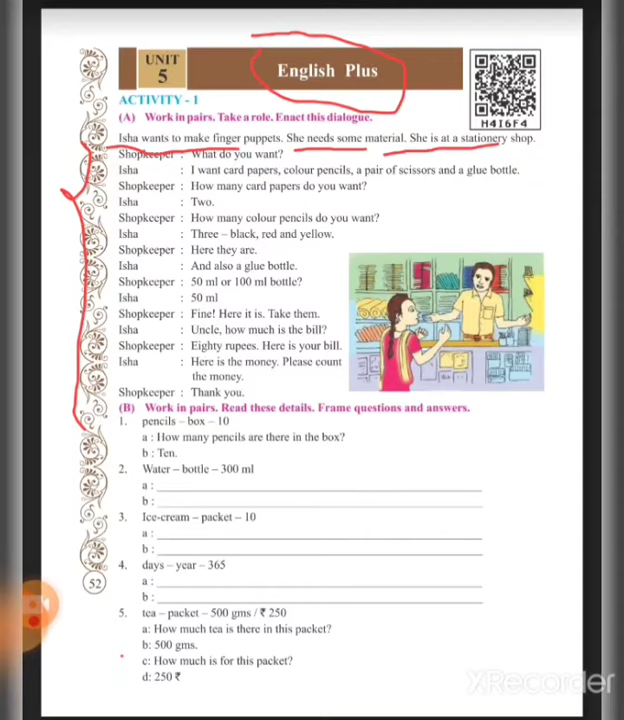 UNIT
5
English Plus
H4I6F4
ACTIVITY - 1
(A) Work in pairs. Take a role. Enact this dialogue.
Isha wants to make finger puppets. She needs some material. She is at a stationery shop.
Shopkeeper : What do you want?
Isha : I want card papers, colour pencils, a pair of scissors and a glue bottle.
Shopkeeper : How many card papers do you want?
Isha : Two.
Shopkeeper : How many colour pencils do you want?
Isha : Three – black, red and yellow.
Shopkeeper : Here they are.
Isha : And also a glue bottle.
Shopkeeper : 50 ml or 100 ml bottle?
Isha : 50 ml
Shopkeeper : Fine! Here it is. Take them.
Isha : Uncle, how much is the bill?
Shopkeeper : Eighty rupees. Here is your bill.
Isha : Here is the money. Please count
the money.
Shopkeeper : Thank you.
(B) Work in pairs. Read these details. Frame questions and answers.
1. pencils – box – 10
a : How many pencils are there in the box?
b : Ten.
2. Water – bottle – 300 ml
a :
b :
3. Ice-cream – packet – 10
a :
b :
4. days – year – 365
a :
b :
52
5. tea – packet – 500 gms / ₹ 250
a: How much tea is there in this packet?
b: 500 gms.
c: How much is for this packet?
d: 250 ₹
XRecorder